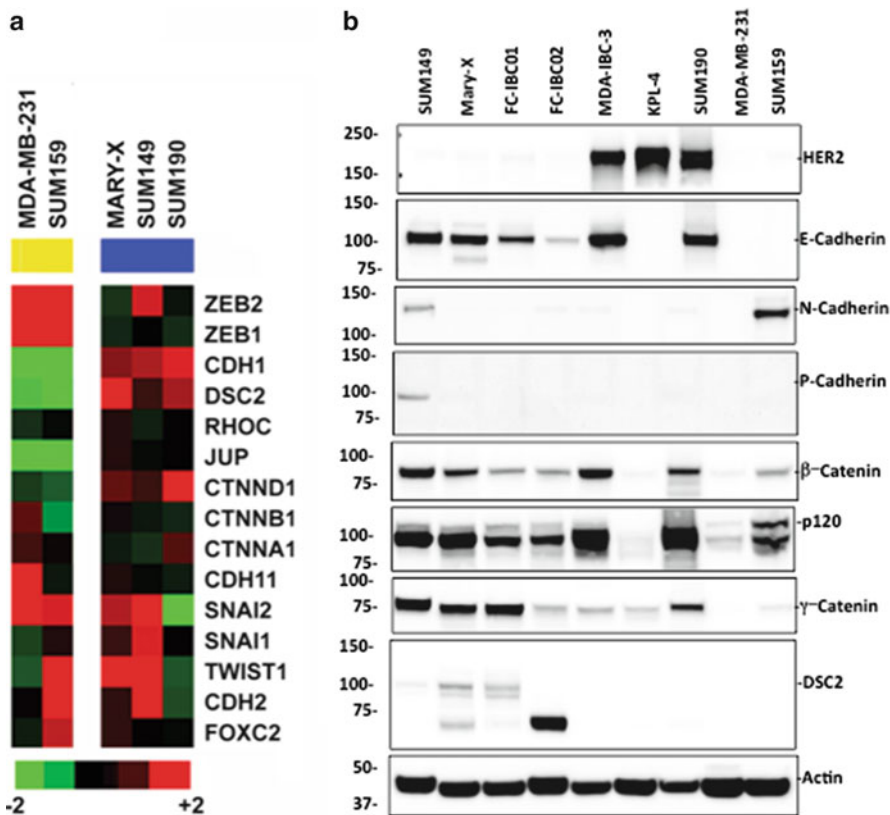 a
MDA-MB-231
SUM159
MARY-X
SUM149
SUM190
ZEB2
ZEB1
CDH1
DSC2
RHOC
JUP
CTNND1
CTNNB1
CTNNA1
CDH11
SNAI2
SNAI1
TWIST1
CDH2
FOXC2
-2 +2
b
SUM149
Mary-X
FC-IBC01
FC-IBC02
MDA-IBC-3
KPL-4
SUM190
MDA-MB-231
SUM159
250-
150-
-HER2
150-
100-
75-
-E-Cadherin
150-
100-
-N-Cadherin
150-
100-
75-
-P-Cadherin
100-
75-
-β-Catenin
100-
75-
-p120
100-
75-
-γ-Catenin
150-
100-
75-
-DSC2
50-
37-
-Actin